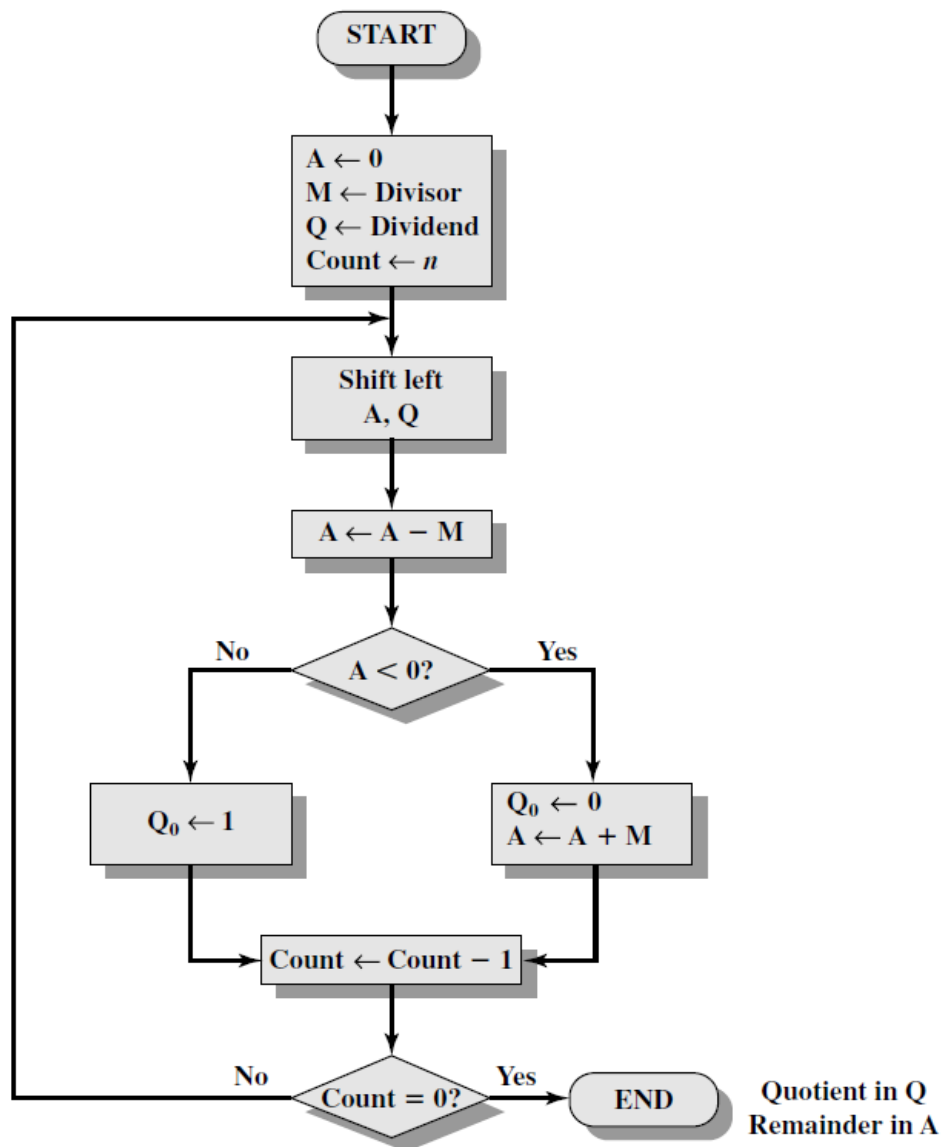 START
A ← 0
M ← Divisor
Q ← Dividend
Count ← n
Shift left
A, Q
A ← A − M
No
A < 0?
Yes
Q₀ ← 1
Q₀ ← 0
A ← A + M
Count ← Count − 1
No
Count = 0?
Yes
END
Quotient in Q
Remainder in A